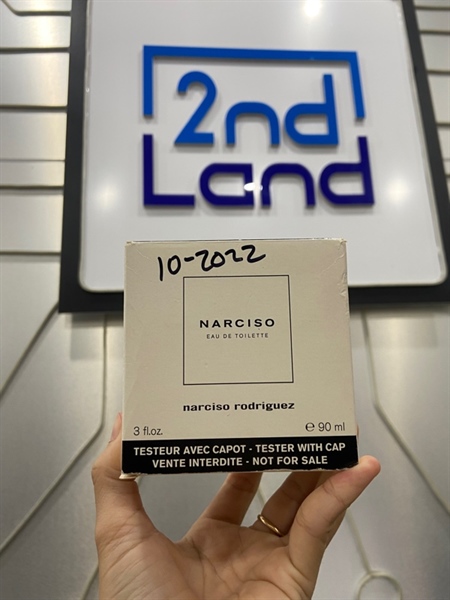 2nd
Land
10-2022
NARCISO
EAU DE TOILETTE
narciso rodriguez
3 fl.oz. ℮ 90 ml
TESTEUR AVEC CAPOT - TESTER WITH CAP
VENTE INTERDITE - NOT FOR SALE